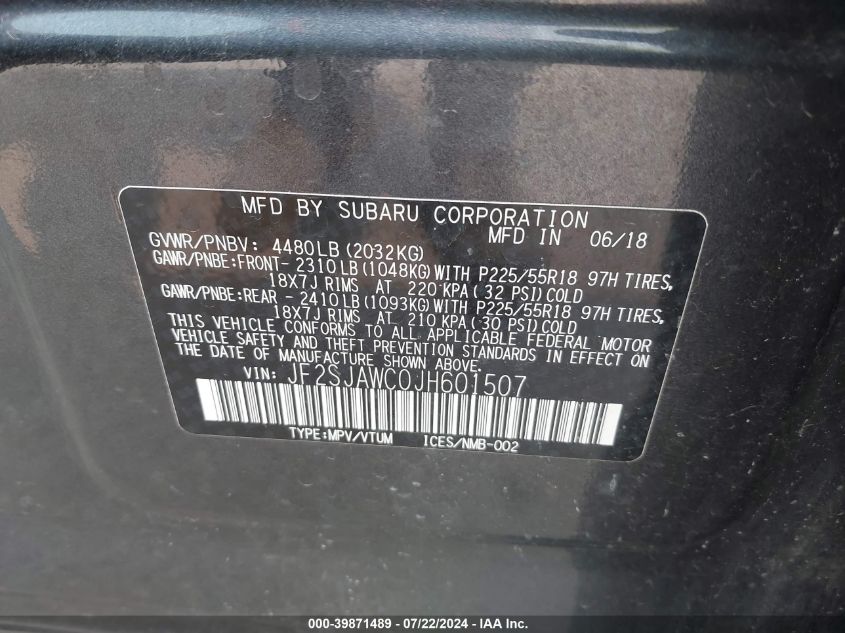 MFD BY SUBARU CORPORATION
MFD IN 06/18
GVWR/PNBV: 4480LB(2032KG)
GAWR/PNBE:FRONT- 2310LB(1048KG)WITH P225/55R18 97H TIRES,
18X7J RIMS AT 220KPA(32 PSI)COLD
GAWR/PNBE:REAR - 2410LB(1093KG)WITH P225/55R18 97H TIRES,
18X7J RIMS AT 210KPA(30 PSI)COLD
THIS VEHICLE CONFORMS TO ALL APPLICABLE FEDERAL MOTOR
VEHICLE SAFETY AND THEFT PREVENTION STANDARDS IN EFFECT ON
THE DATE OF MANUFACTURE SHOWN ABOVE.
VIN: JF2SJAWC0JH601507
TYPE:MPV/VTUM ICES/NMB-002
000-39871489 - 07/22/2024 - IAA Inc.